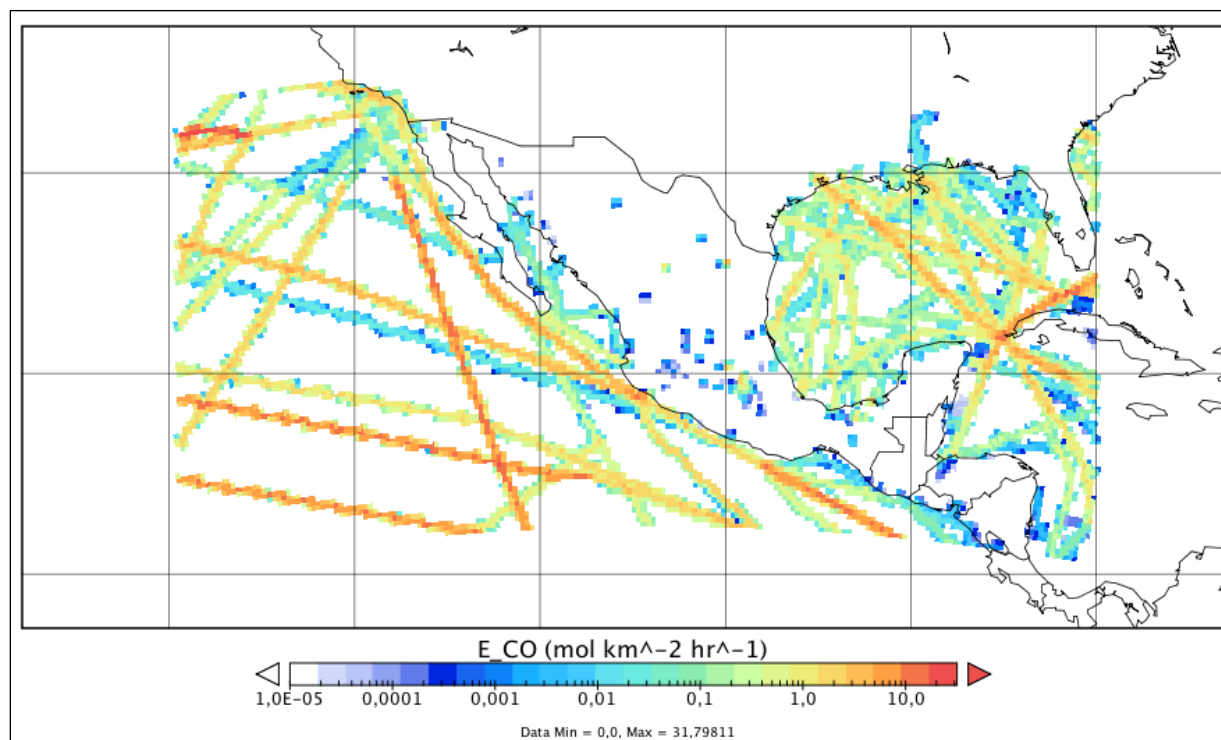 E_CO (mol km^-2 hr^-1)
1,0E-05 0,0001 0,001 0,01 0,1 1,0 10,0
Data Min = 0,0, Max = 31,79811